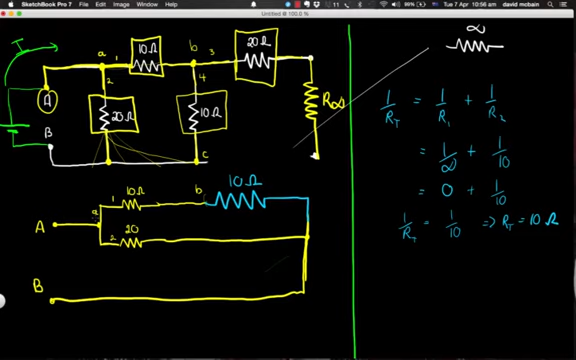 SketchBook Pro 7 File Edit Window Help
Tue 7 Apr 7:56 am david mcbain
Untitled @ 100.0 %
I
a 1 10Ω b 3 20Ω
2 4
A
20Ω 10Ω R∞
B
c
10Ω b 10Ω
1
a
A
2 20
B
∞
1/R_T = 1/R_1 + 1/R_2
= 1/∞ + 1/10
= 0 + 1/10
1/R_T = 1/10 => R_T = 10 Ω